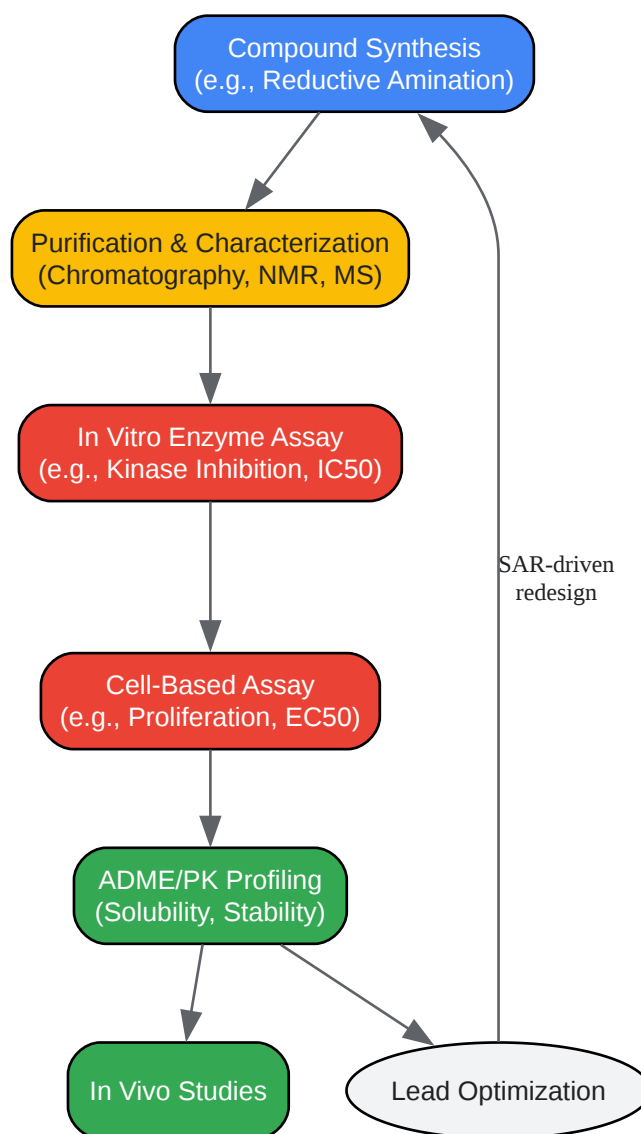 Compound Synthesis
(e.g., Reductive Amination)
Purification & Characterization
(Chromatography, NMR, MS)
In Vitro Enzyme Assay
(e.g., Kinase Inhibition, IC50)
SAR-driven
redesign
Cell-Based Assay
(e.g., Proliferation, EC50)
ADME/PK Profiling
(Solubility, Stability)
In Vivo Studies
Lead Optimization